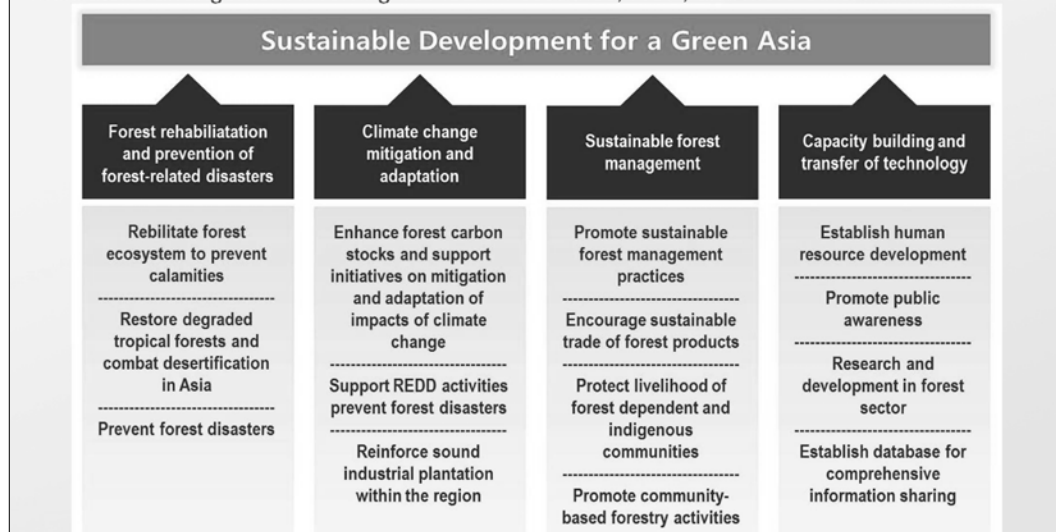 Sustainable Development for a Green Asia
Forest rehabiliatation
and prevention of
forest-related disasters
Rebilitate forest
ecosystem to prevent
calamities
Restore degraded
tropical forests and
combat desertification
in Asia
Prevent forest disasters
Climate change
mitigation and
adaptation
Enhance forest carbon
stocks and support
initiatives on mitigation
and adaptation of
impacts of climate
change
Support REDD activities
prevent forest disasters
Reinforce sound
industrial plantation
within the region
Sustainable forest
management
Promote sustainable
forest management
practices
Encourage sustainable
trade of forest products
Protect livelihood of
forest dependent and
indigenous
communities
Promote community-
based forestry activities
Capacity building and
transfer of technology
Establish human
resource development
Promote public
awareness
Research and
development in forest
sector
Establish database for
comprehensive
information sharing